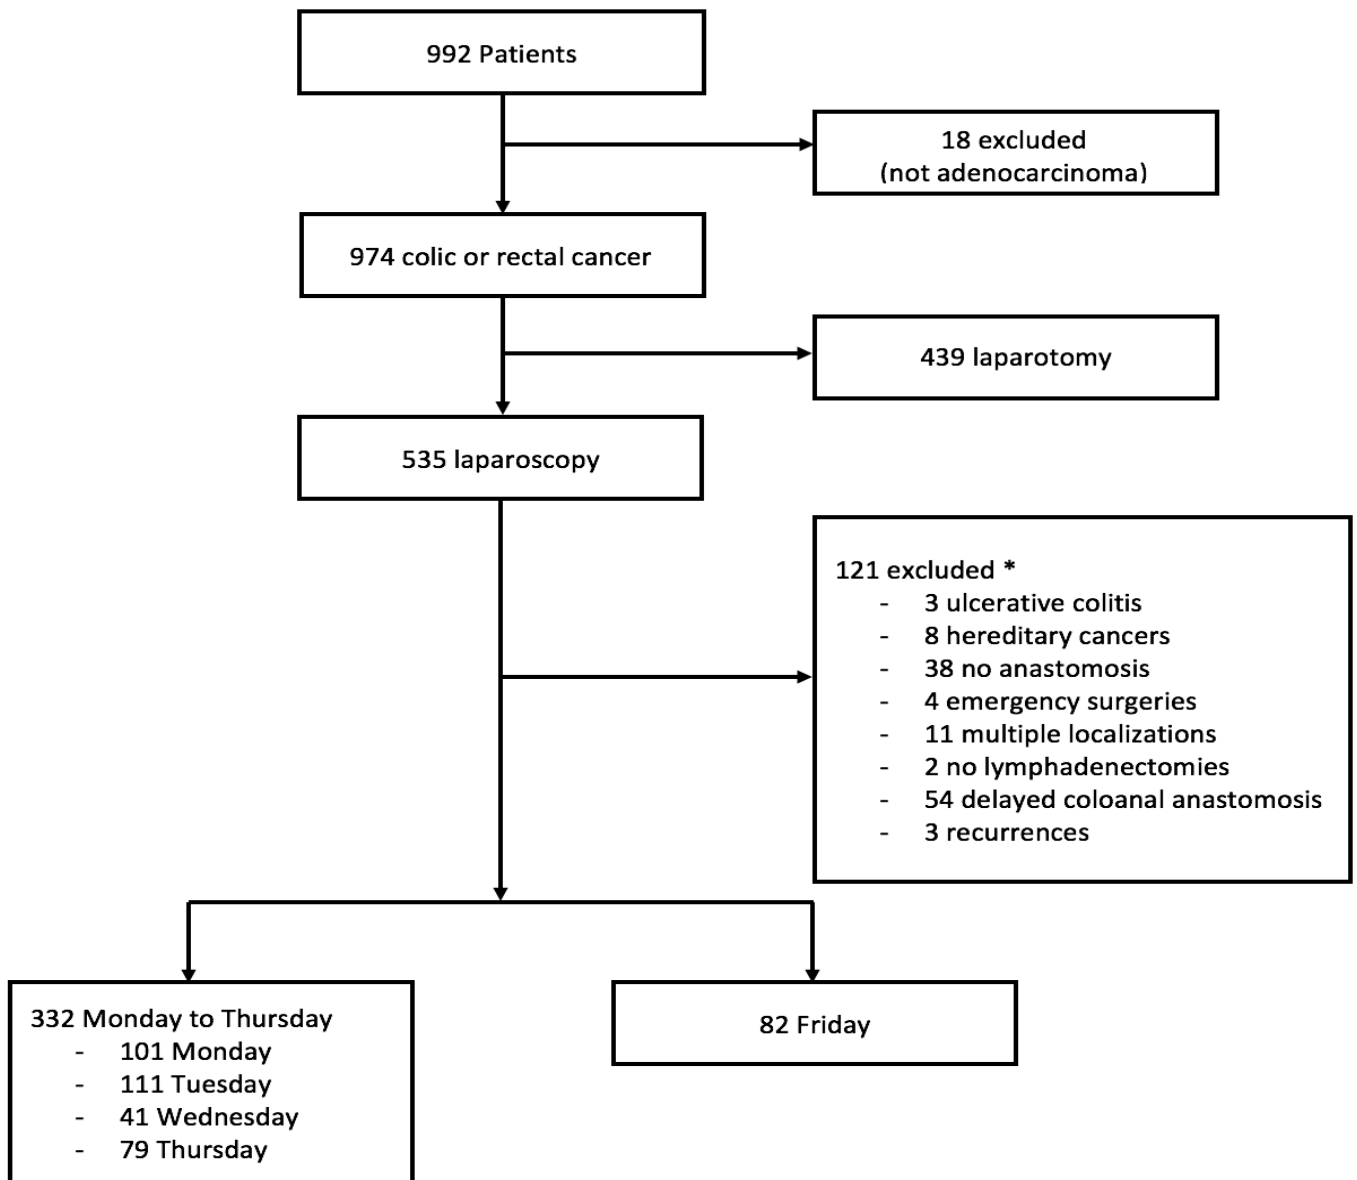 992 Patients
18 excluded
(not adenocarcinoma)
974 colic or rectal cancer
439 laparotomy
535 laparoscopy
121 excluded *
- 3 ulcerative colitis
- 8 hereditary cancers
- 38 no anastomosis
- 4 emergency surgeries
- 11 multiple localizations
- 2 no lymphadenectomies
- 54 delayed coloanal anastomosis
- 3 recurrences
332 Monday to Thursday
- 101 Monday
- 111 Tuesday
- 41 Wednesday
- 79 Thursday
82 Friday